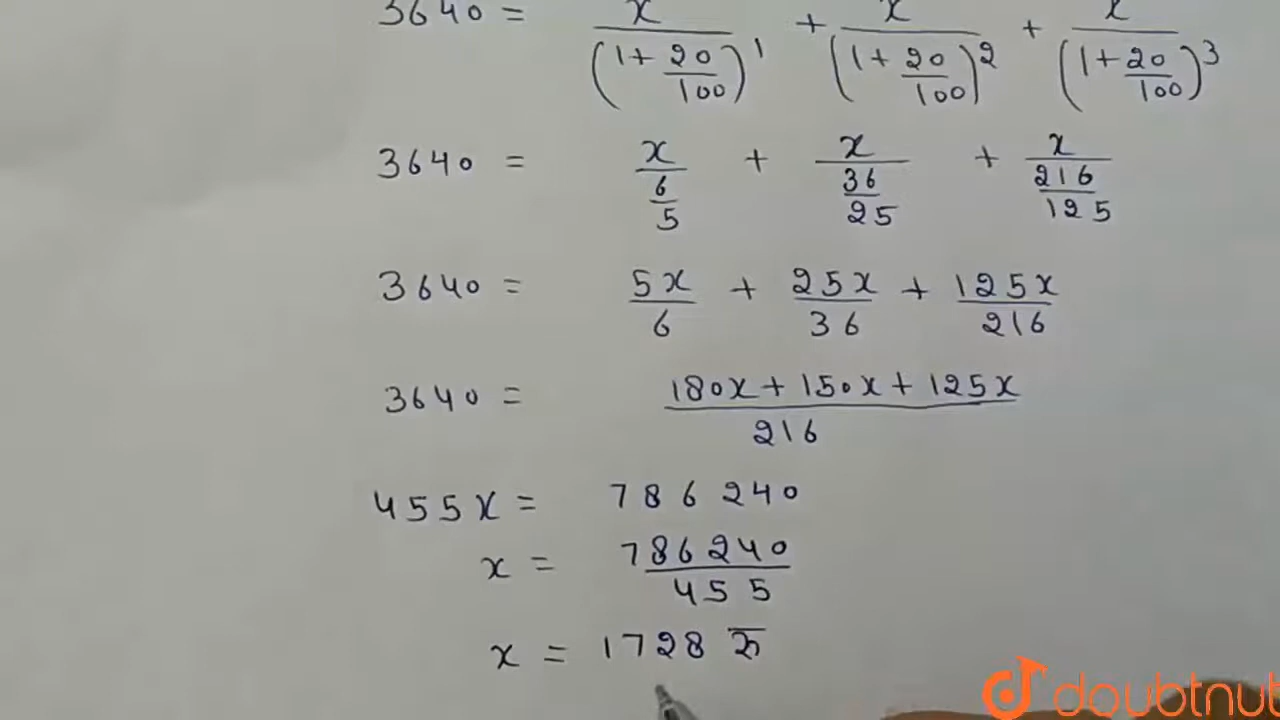 3640 = x/(1+20/100)^1 + x/(1+20/100)^2 + x/(1+20/100)^3
3640 = x/(6/5) + x/(36/25) + x/(216/125)
3640 = 5x/6 + 25x/36 + 125x/216
3640 = (180x+150x+125x)/216
455x = 786240
x = 786240/455
x = 1728 रू
doubtnut